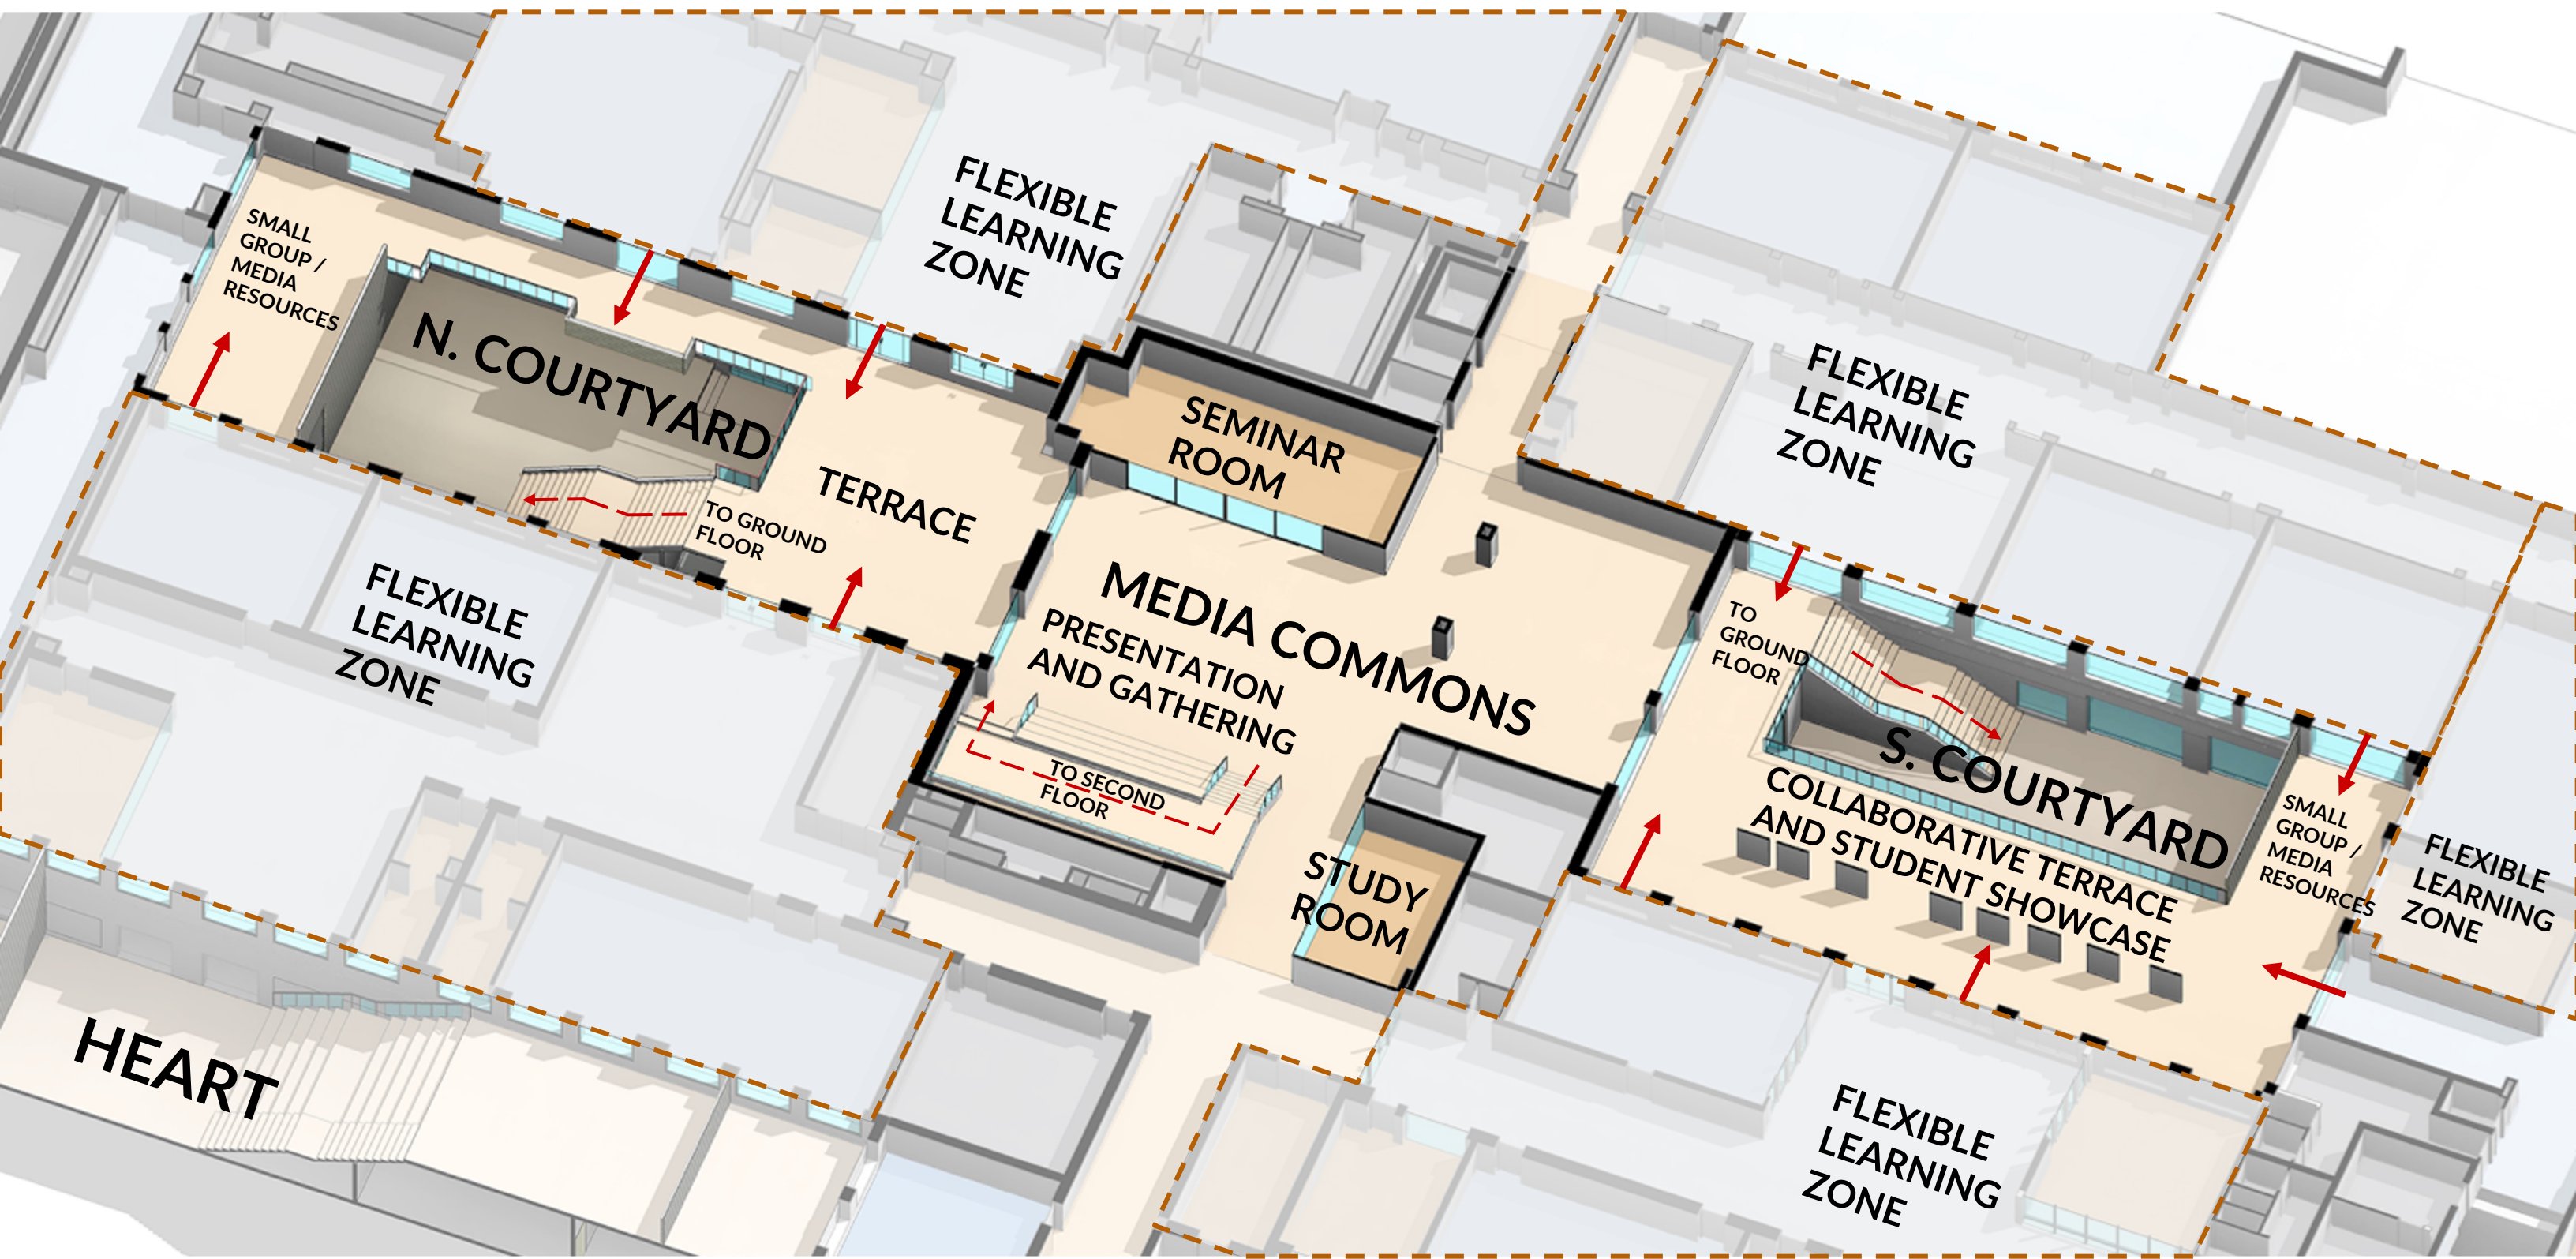 FLEXIBLE
LEARNING
ZONE
SMALL
GROUP /
MEDIA
RESOURCES
N. COURTYARD
SEMINAR
ROOM
FLEXIBLE
LEARNING
ZONE
TERRACE
TO GROUND
FLOOR
FLEXIBLE
LEARNING
ZONE
MEDIA COMMONS
PRESENTATION
AND GATHERING
TO SECOND
FLOOR
TO
GROUND
FLOOR
S. COURTYARD
COLLABORATIVE TERRACE
AND STUDENT SHOWCASE
SMALL
GROUP /
MEDIA
RESOURCES
FLEXIBLE
LEARNING
ZONE
STUDY
ROOM
HEART
FLEXIBLE
LEARNING
ZONE